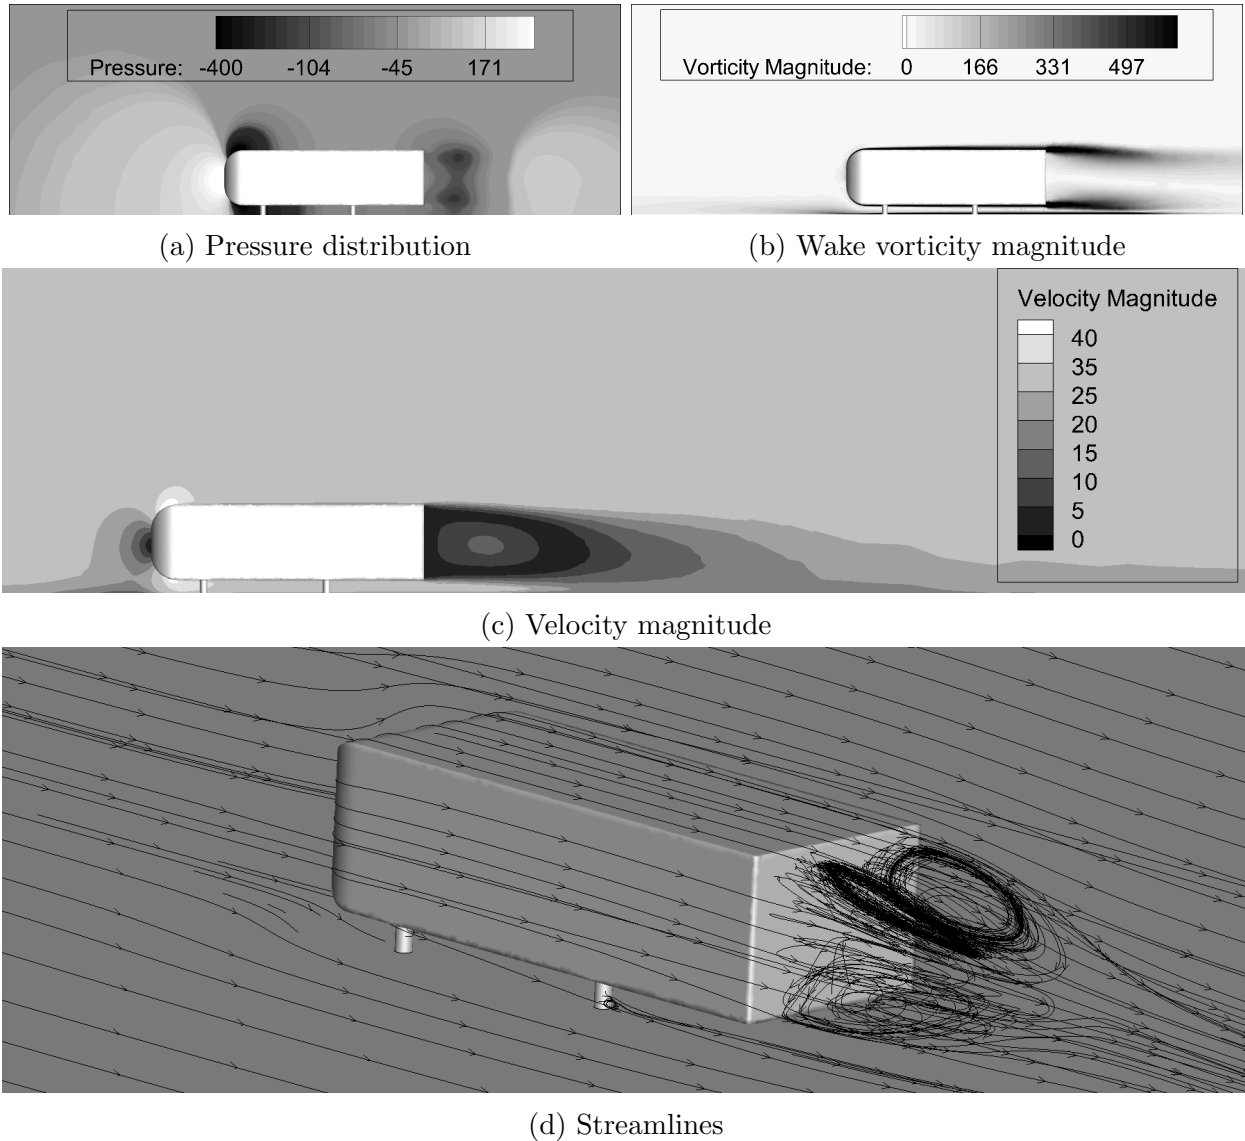 Pressure: -400 -104 -45 171
Vorticity Magnitude: 0 166 331 497
(a) Pressure distribution
(b) Wake vorticity magnitude
Velocity Magnitude
40
35
25
20
15
10
5
0
(c) Velocity magnitude
(d) Streamlines